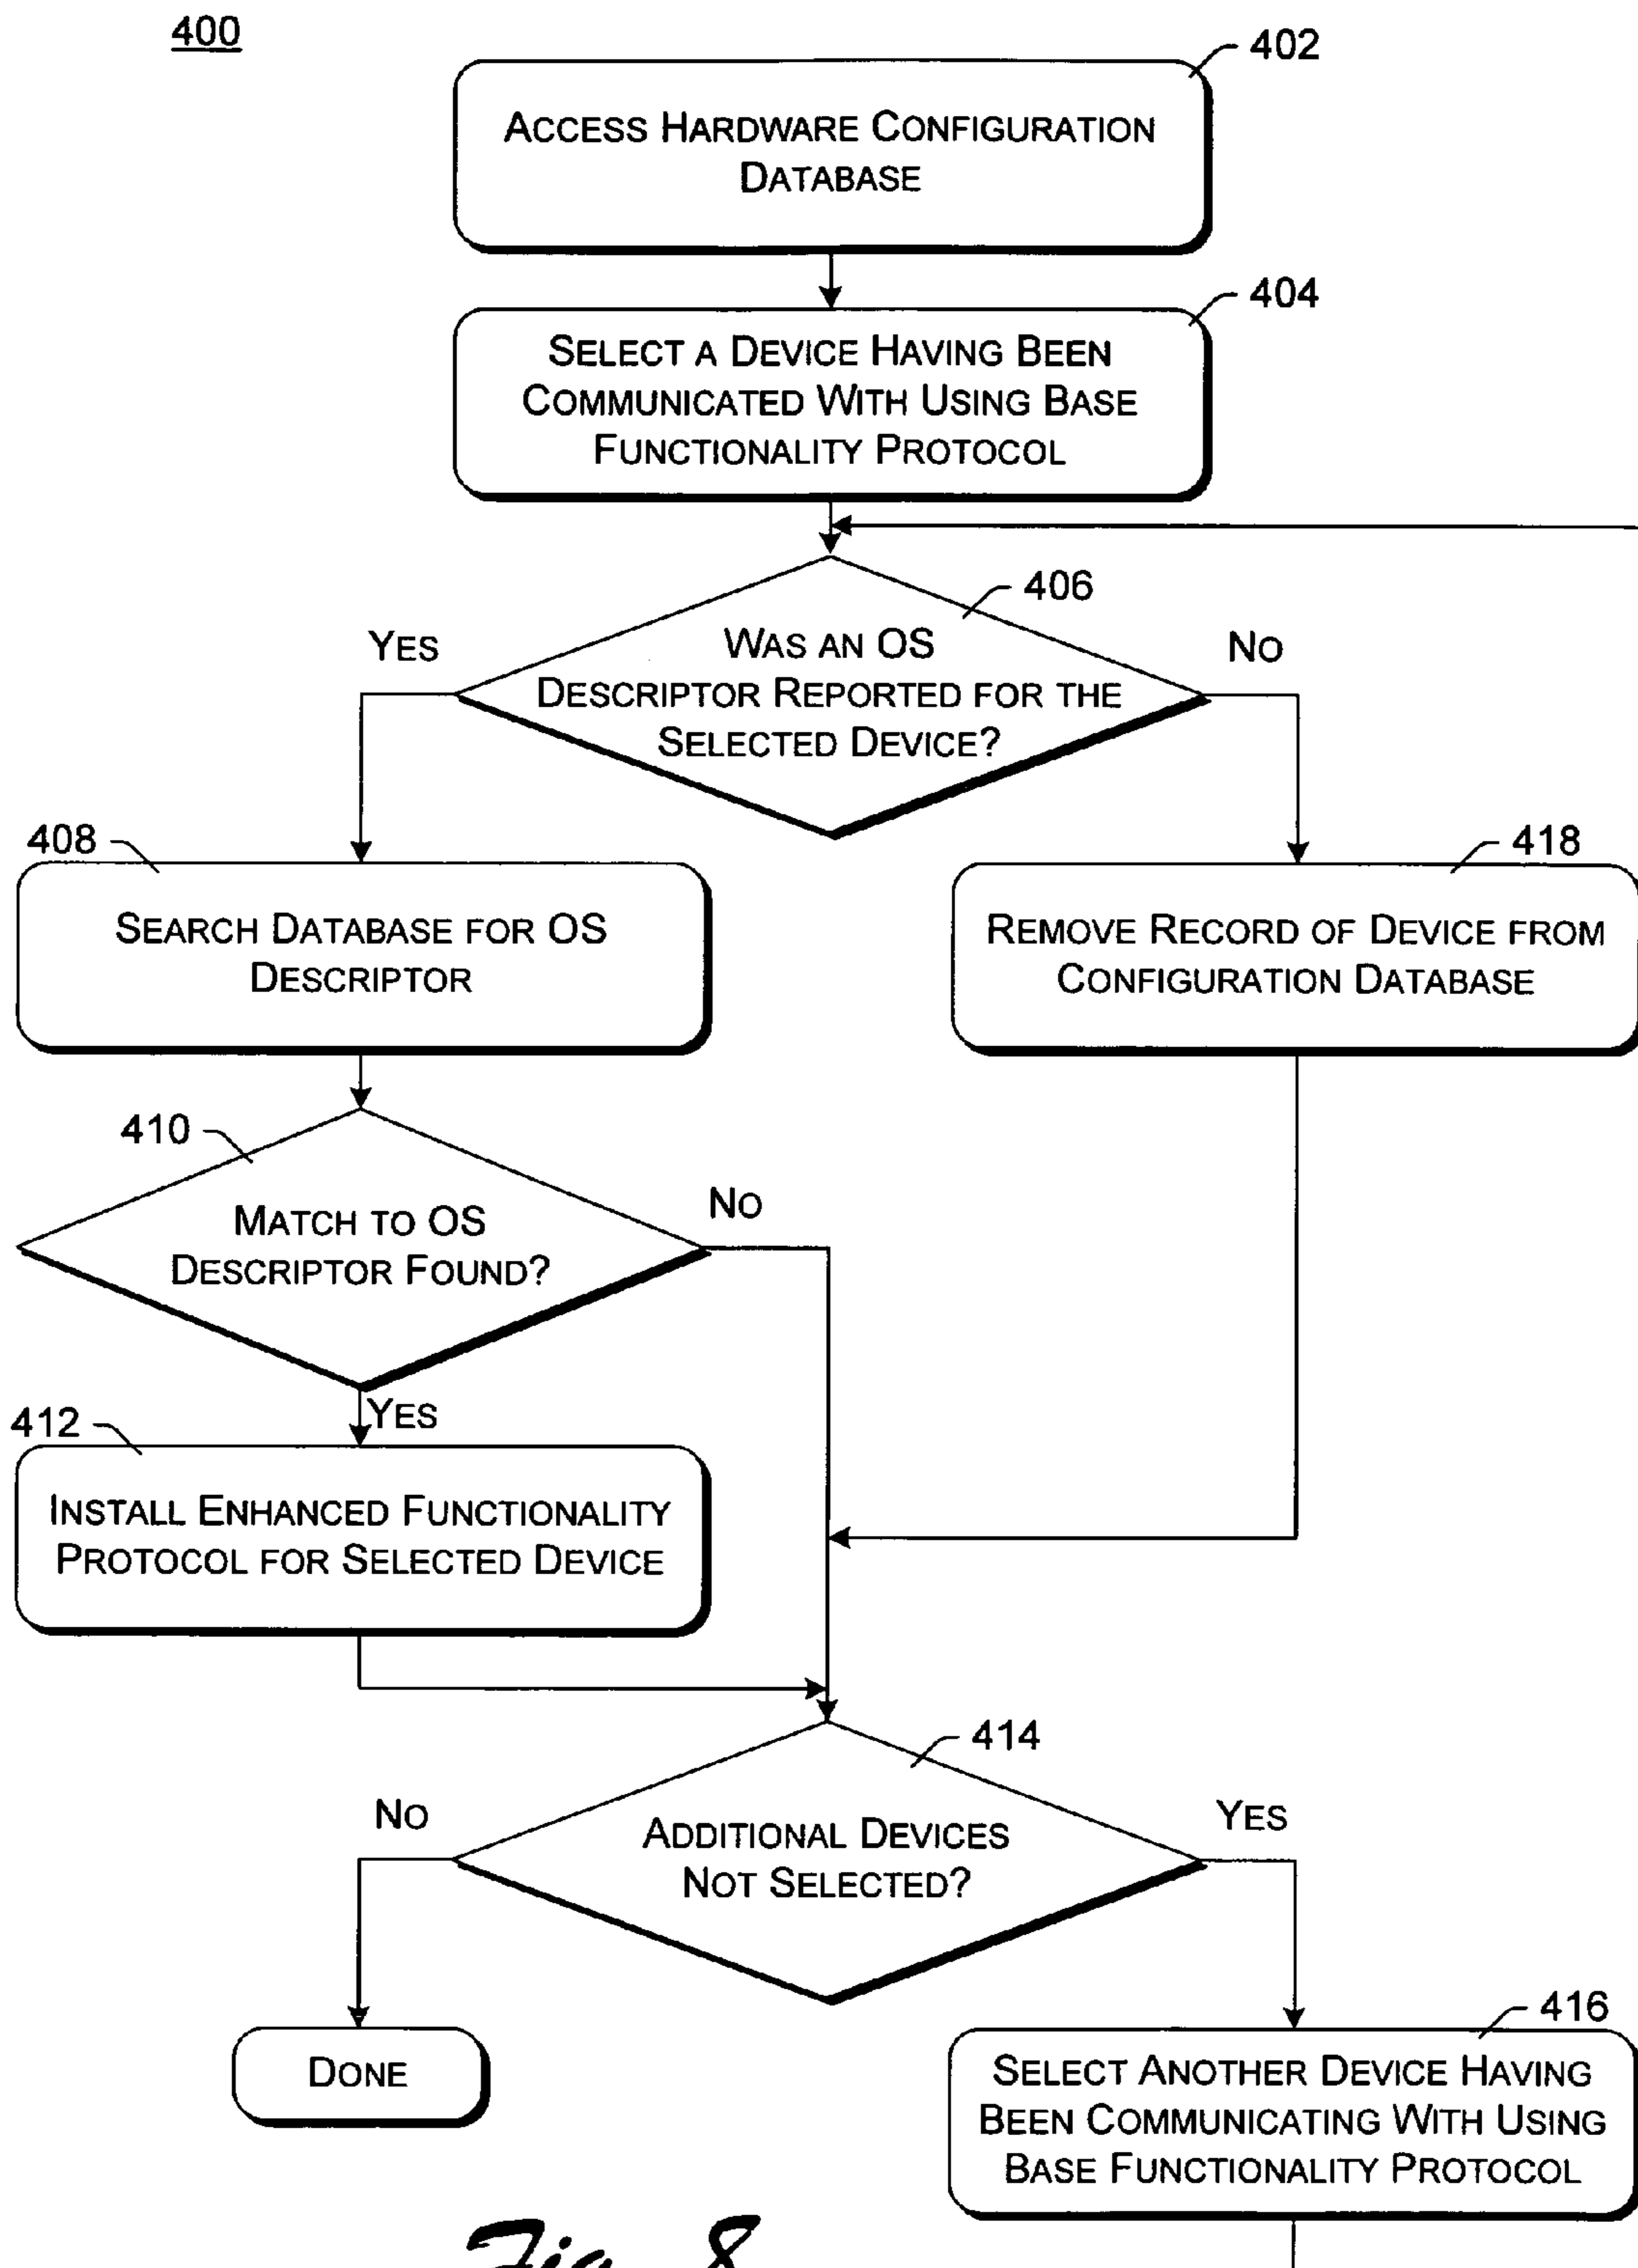 400
402
ACCESS HARDWARE CONFIGURATION
DATABASE
404
SELECT A DEVICE HAVING BEEN
COMMUNICATED WITH USING BASE
FUNCTIONALITY PROTOCOL
406
YES
WAS AN OS
DESCRIPTOR REPORTED FOR THE
SELECTED DEVICE?
NO
408
SEARCH DATABASE FOR OS
DESCRIPTOR
418
REMOVE RECORD OF DEVICE FROM
CONFIGURATION DATABASE
410
MATCH TO OS
DESCRIPTOR FOUND?
NO
YES
412
INSTALL ENHANCED FUNCTIONALITY
PROTOCOL FOR SELECTED DEVICE
414
NO
ADDITIONAL DEVICES
NOT SELECTED?
YES
DONE
416
SELECT ANOTHER DEVICE HAVING
BEEN COMMUNICATING WITH USING
BASE FUNCTIONALITY PROTOCOL
Fig. 8